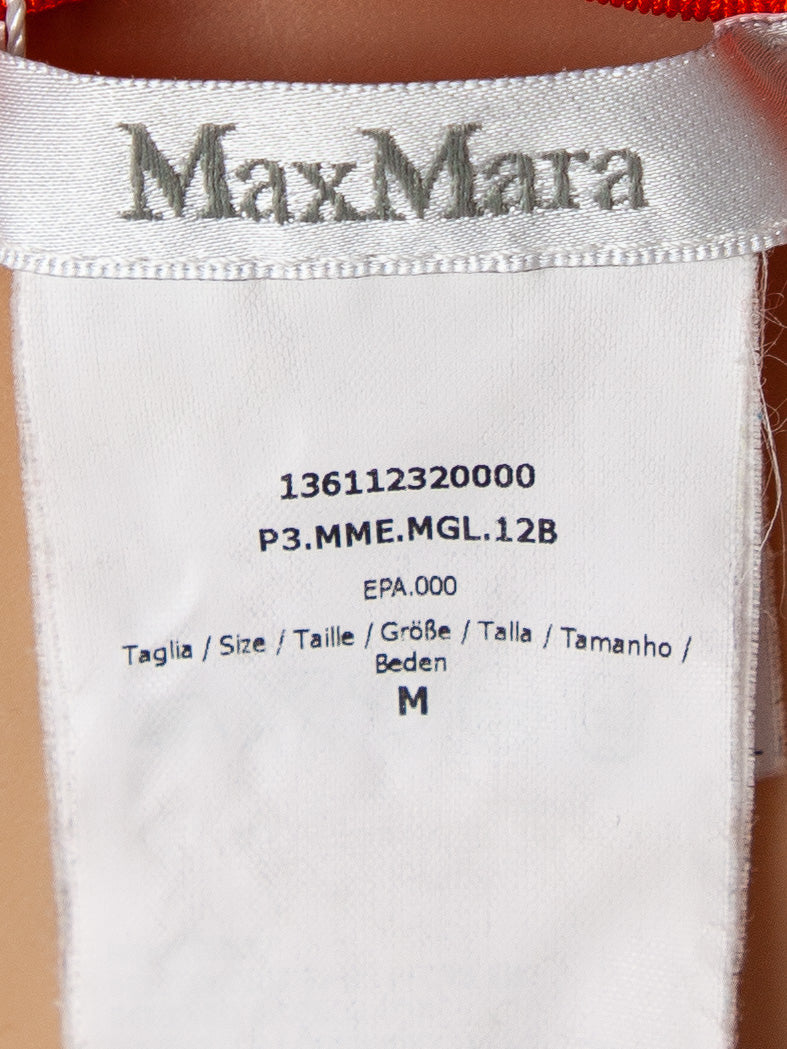 MaxMara
136112320000
P3.MME.MGL.12B
EPA.000
Taglia / Size / Taille / Größe / Talla / Tamanho /
Beden
M